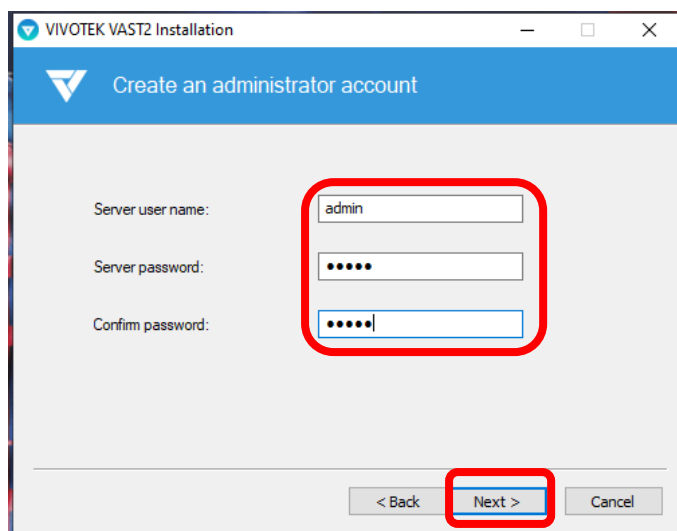 VIVOTEK VAST2 Installation
Create an administrator account
Server user name: admin
Server password: •••••
Confirm password: •••••
< Back Next > Cancel